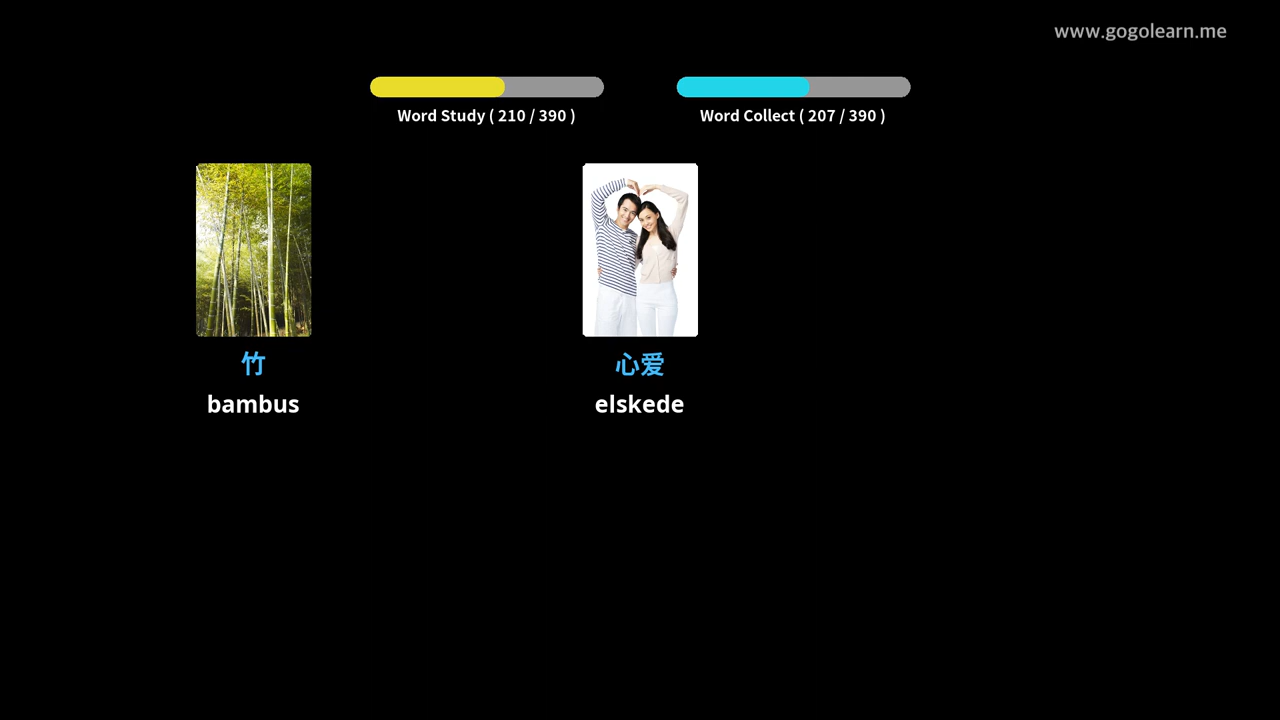 www.gogolearn.me
Word Study ( 210 / 390 )
Word Collect ( 207 / 390 )
竹
bambus
心爱
elskede